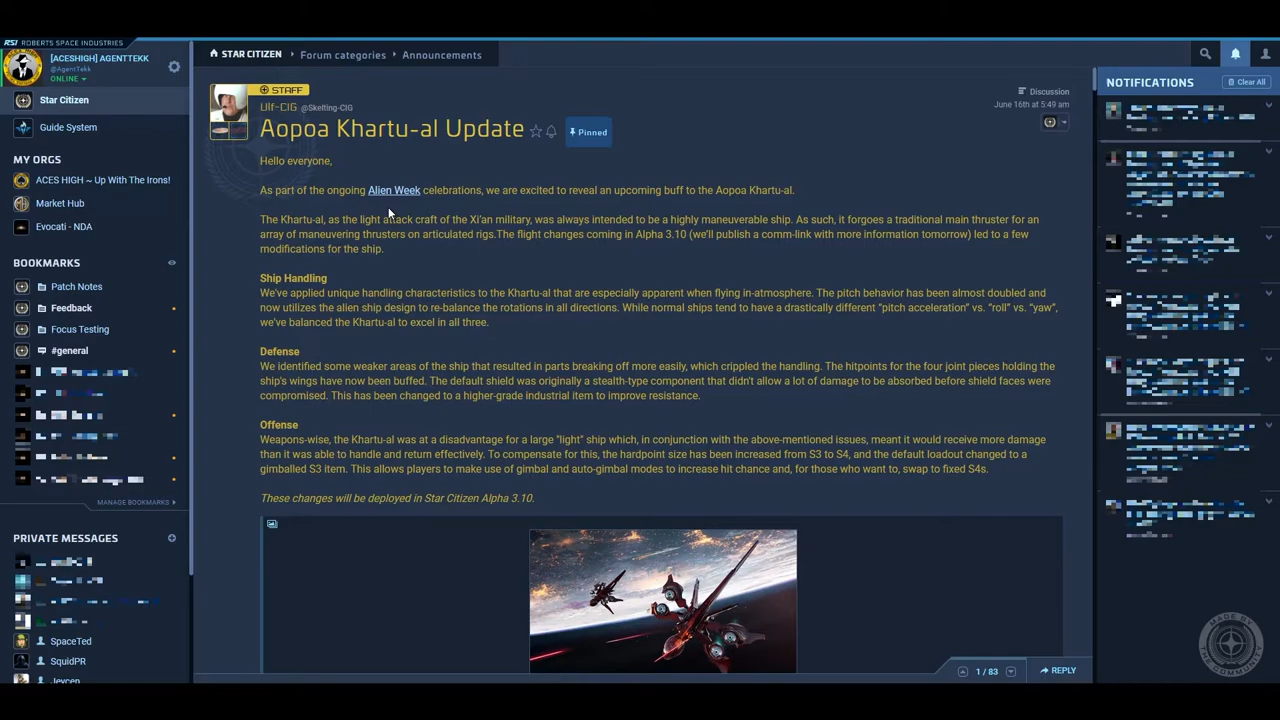 RSI ROBERTS SPACE INDUSTRIES
[ACESHIGH] AGENTTEKK
@AgentTekk
ONLINE
Star Citizen
Guide System
MY ORGS
ACES HIGH ~ Up With The Irons!
Market Hub
Evocati - NDA
BOOKMARKS
Patch Notes
Feedback
Focus Testing
#general
MANAGE BOOKMARKS
PRIVATE MESSAGES
SpaceTed
SquidPR
Jeycen
STAR CITIZEN
Forum categories
Announcements
STAFF
Ulf-CIG @Skelting-CIG
Discussion
June 16th at 5:49 am
Aopoa Khartu-al Update
Pinned
Hello everyone,
As part of the ongoing Alien Week celebrations, we are excited to reveal an upcoming buff to the Aopoa Khartu-al.
The Khartu-al, as the light attack craft of the Xi'an military, was always intended to be a highly maneuverable ship. As such, it forgoes a traditional main thruster for an
array of maneuvering thrusters on articulated rigs.The flight changes coming in Alpha 3.10 (we'll publish a comm-link with more information tomorrow) led to a few
modifications for the ship.
Ship Handling
We've applied unique handling characteristics to the Khartu-al that are especially apparent when flying in-atmosphere. The pitch behavior has been almost doubled and
now utilizes the alien ship design to re-balance the rotations in all directions. While normal ships tend to have a drastically different "pitch acceleration" vs. "roll" vs. "yaw",
we've balanced the Khartu-al to excel in all three.
Defense
We identified some weaker areas of the ship that resulted in parts breaking off more easily, which crippled the handling. The hitpoints for the four joint pieces holding the
ship's wings have now been buffed. The default shield was originally a stealth-type component that didn't allow a lot of damage to be absorbed before shield faces were
compromised. This has been changed to a higher-grade industrial item to improve resistance.
Offense
Weapons-wise, the Khartu-al was at a disadvantage for a large "light" ship which, in conjunction with the above-mentioned issues, meant it would receive more damage
than it was able to handle and return effectively. To compensate for this, the hardpoint size has been increased from S3 to S4, and the default loadout changed to a
gimballed S3 item. This allows players to make use of gimbal and auto-gimbal modes to increase hit chance and, for those who want to, swap to fixed S4s.
These changes will be deployed in Star Citizen Alpha 3.10.
1 / 83
REPLY
NOTIFICATIONS
Clear All
MADE BY
THE COMMUNITY